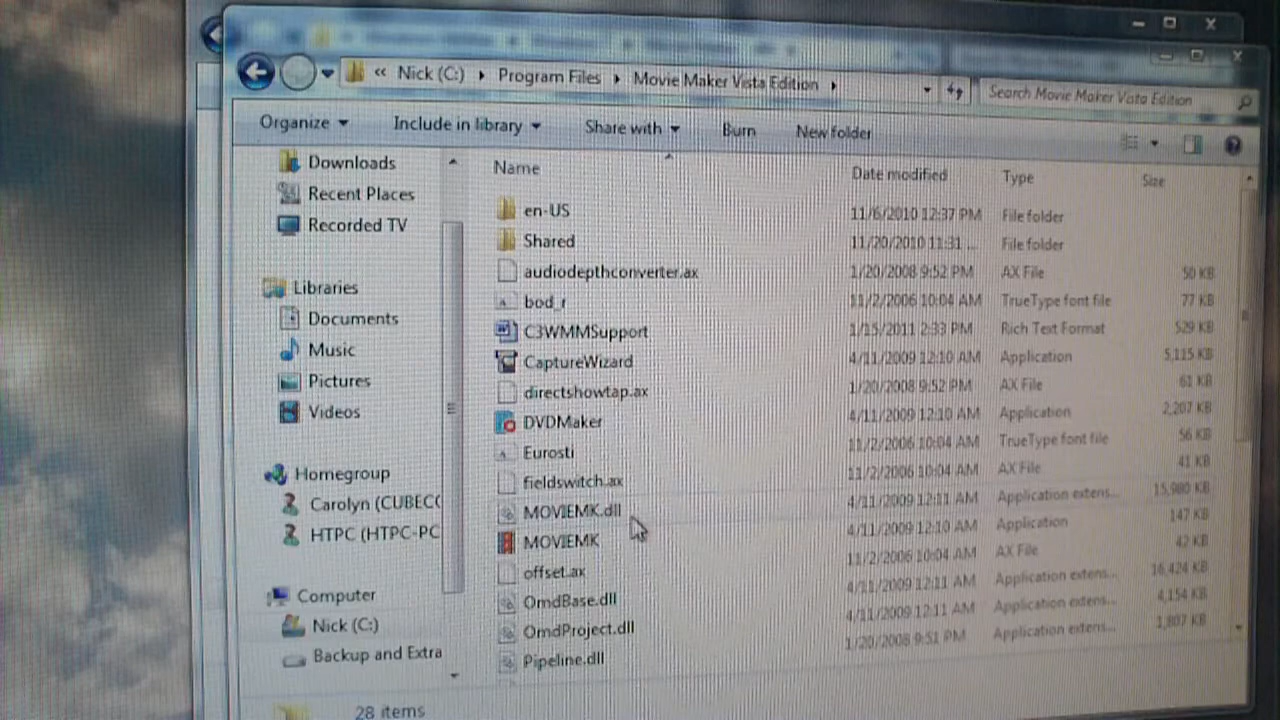 « Nick (C:) ▸ Program Files ▸ Movie Maker Vista Edition ▸
Search Movie Maker Vista Edition
Organize Include in library Share with Burn New folder
Name Date modified Type Size
Downloads
Recent Places
Recorded TV
Libraries
Documents
Music
Pictures
Videos
Homegroup
Carolyn (CUBEC
HTPC (HTPC-PC
Computer
Nick (C:)
Backup and Extra
en-US 11/6/2010 12:37 PM File folder
Shared 11/20/2010 11:31 ... File folder
audiodepthconverter.ax 1/20/2008 9:52 PM AX File 50 KB
bod_r 11/2/2006 10:04 AM TrueType font file 77 KB
C3WMMSupport 1/15/2011 2:33 PM Rich Text Format 529 KB
CaptureWizard 4/11/2009 12:10 AM Application 5,115 KB
directshowtap.ax 1/20/2008 9:52 PM AX File 61 KB
DVDMaker 4/11/2009 12:10 AM Application 2,207 KB
Eurosti 11/2/2006 10:04 AM TrueType font file 56 KB
fieldswitch.ax 11/2/2006 10:04 AM AX File 41 KB
MOVIEMK.dll 4/11/2009 12:11 AM Application extens... 15,980 KB
MOVIEMK 4/11/2009 12:10 AM Application 147 KB
offset.ax 11/2/2006 10:04 AM AX File 42 KB
OmdBase.dll 4/11/2009 12:11 AM Application extens... 16,424 KB
OmdProject.dll 4/11/2009 12:11 AM Application extens... 4,154 KB
Pipeline.dll 1/20/2008 9:51 PM Application extens... 1,807 KB
28 items